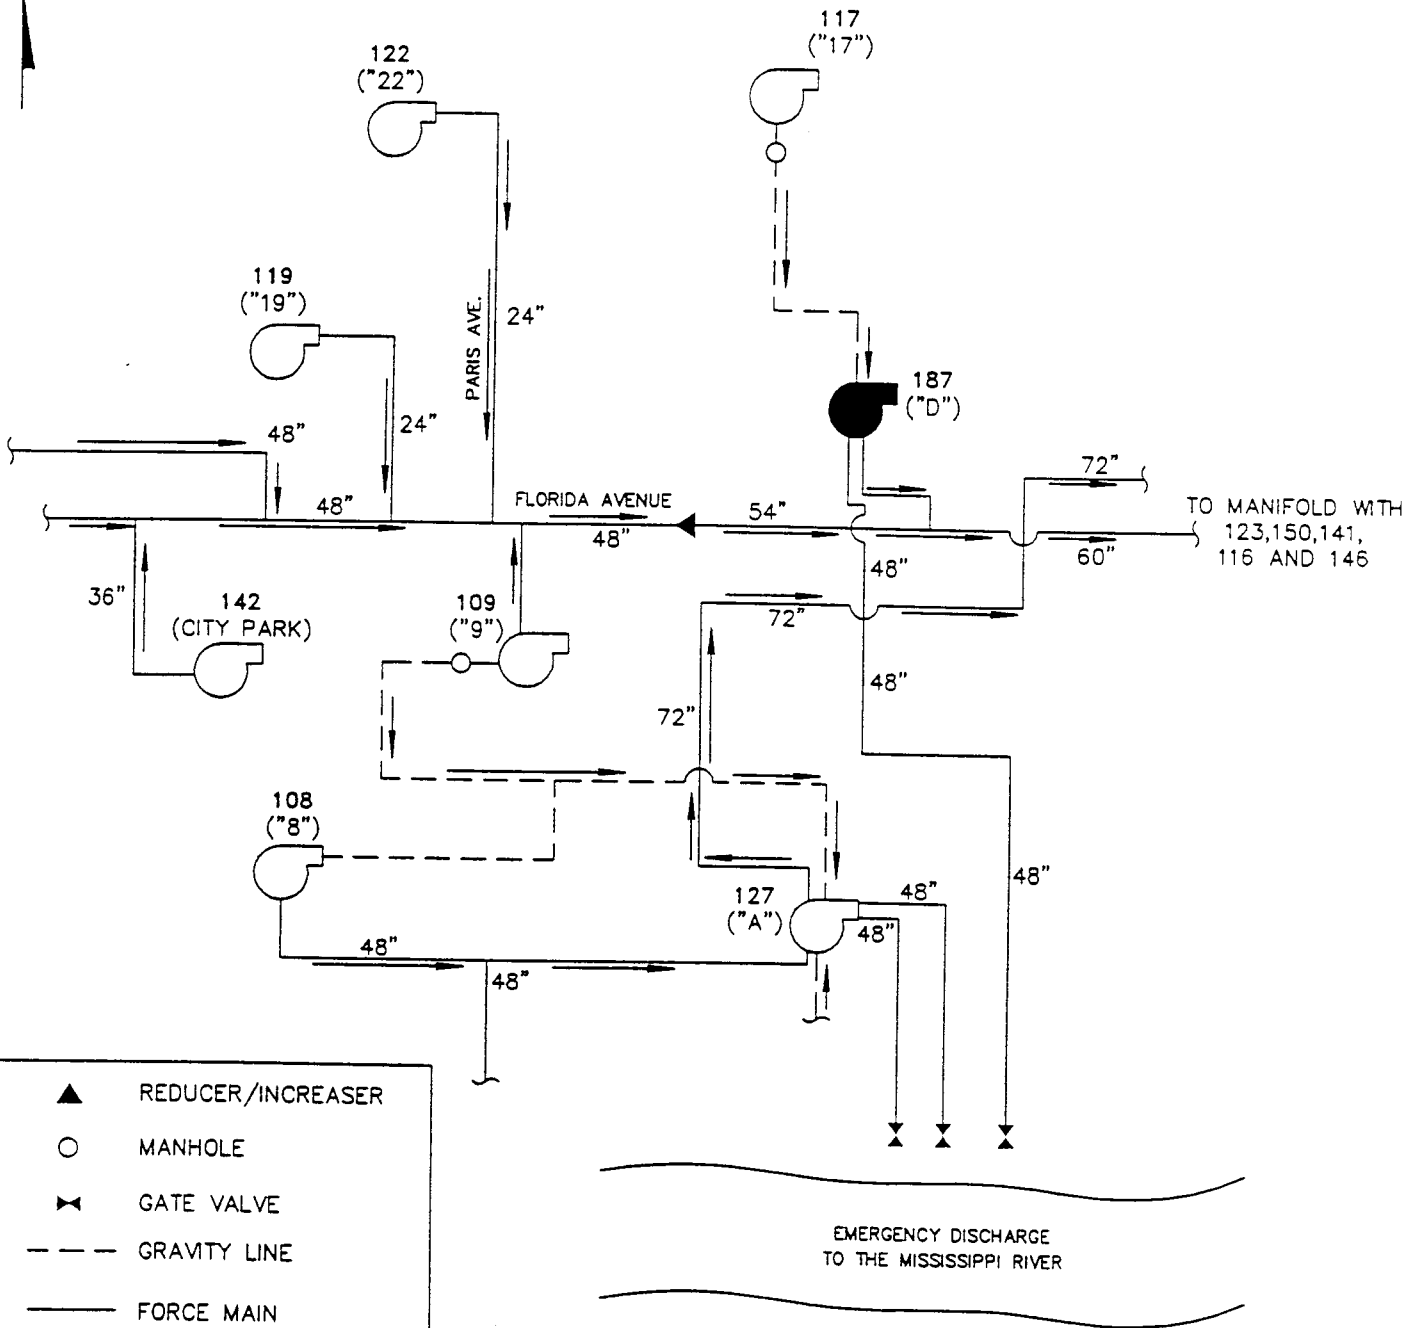 117
("17")
122
("22")
119
("19")
PARIS AVE.
24"
187
("D")
24"
48"
72"
48"
FLORIDA AVENUE
48"
54"
TO MANIFOLD WITH
123,150,141,
116 AND 146
60"
48"
36"
142
(CITY PARK)
109
("9")
72"
48"
72"
108
("8")
127
("A")
48"
48"
48"
48"
48"
REDUCER/INCREASER
MANHOLE
GATE VALVE
GRAVITY LINE
FORCE MAIN
EMERGENCY DISCHARGE
TO THE MISSISSIPPI RIVER